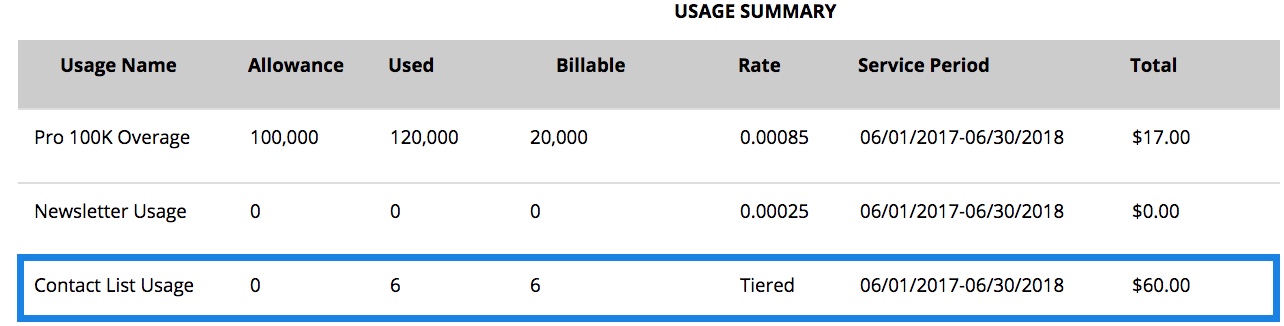 USAGE SUMMARY
Usage Name Allowance Used Billable Rate Service Period Total
Pro 100K Overage 100,000 120,000 20,000 0.00085 06/01/2017-06/30/2018 $17.00
Newsletter Usage 0 0 0 0.00025 06/01/2017-06/30/2018 $0.00
Contact List Usage 0 6 6 Tiered 06/01/2017-06/30/2018 $60.00